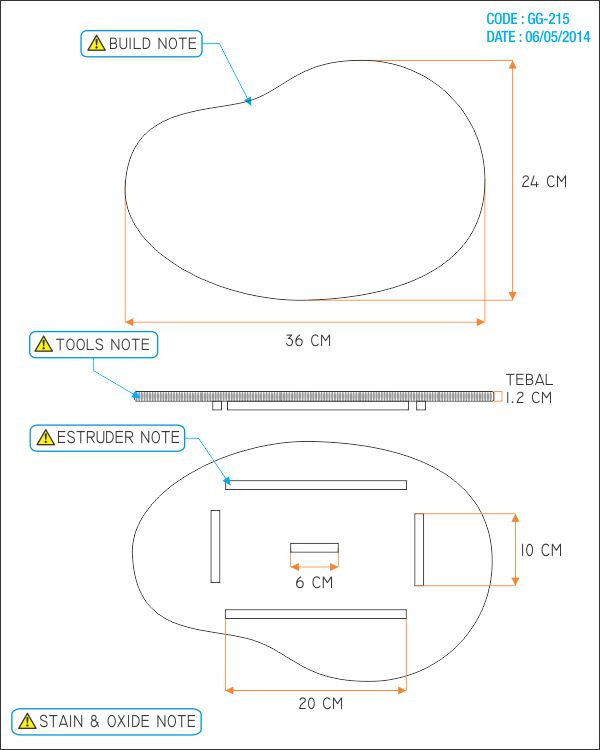 CODE : GG-215
DATE : 06/05/2014
BUILD NOTE
24 CM
36 CM
TOOLS NOTE
TEBAL
1.2 CM
ESTRUDER NOTE
10 CM
6 CM
20 CM
STAIN & OXIDE NOTE